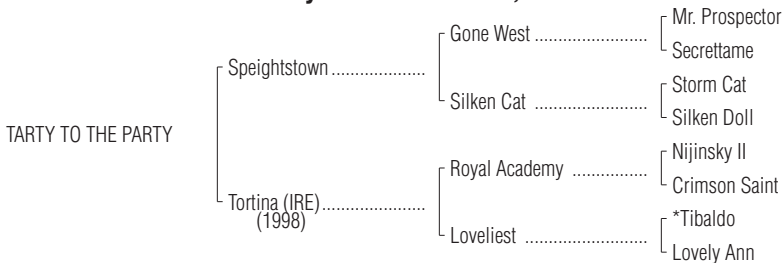 Mr. Prospector
Gone West ........................
Secrettame
Speightstown ....................
Storm Cat
Silken Cat ........................
Silken Doll
TARTY TO THE PARTY
Nijinsky II
Royal Academy ................
Crimson Saint
Tortina (IRE) ......................
(1998)
*Tibaldo
Loveliest ..........................
Lovely Ann